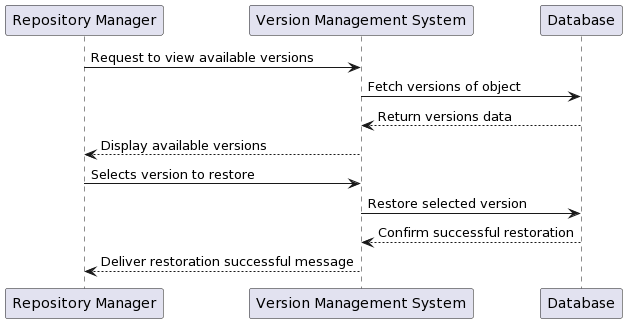 Repository Manager
Version Management System
Database
Request to view available versions
Fetch versions of object
Return versions data
Display available versions
Selects version to restore
Restore selected version
Confirm successful restoration
Deliver restoration successful message
Repository Manager
Version Management System
Database